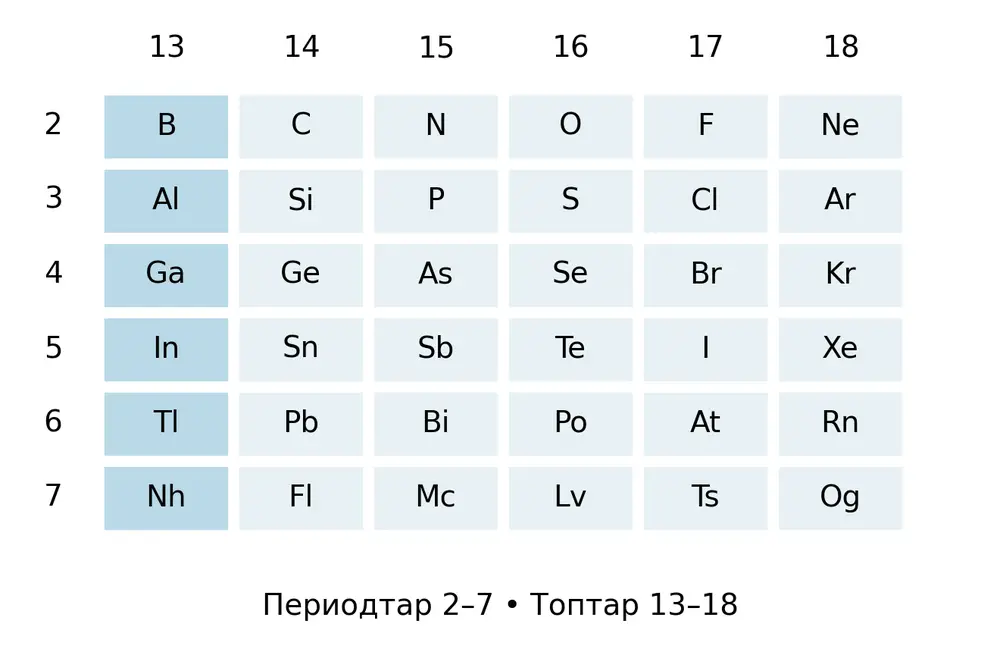 13 14 15 16 17 18
2 B C N O F Ne
3 Al Si P S Cl Ar
4 Ga Ge As Se Br Kr
5 In Sn Sb Te I Xe
6 Tl Pb Bi Po At Rn
7 Nh Fl Mc Lv Ts Og
Периодтар 2–7 • Топтар 13–18